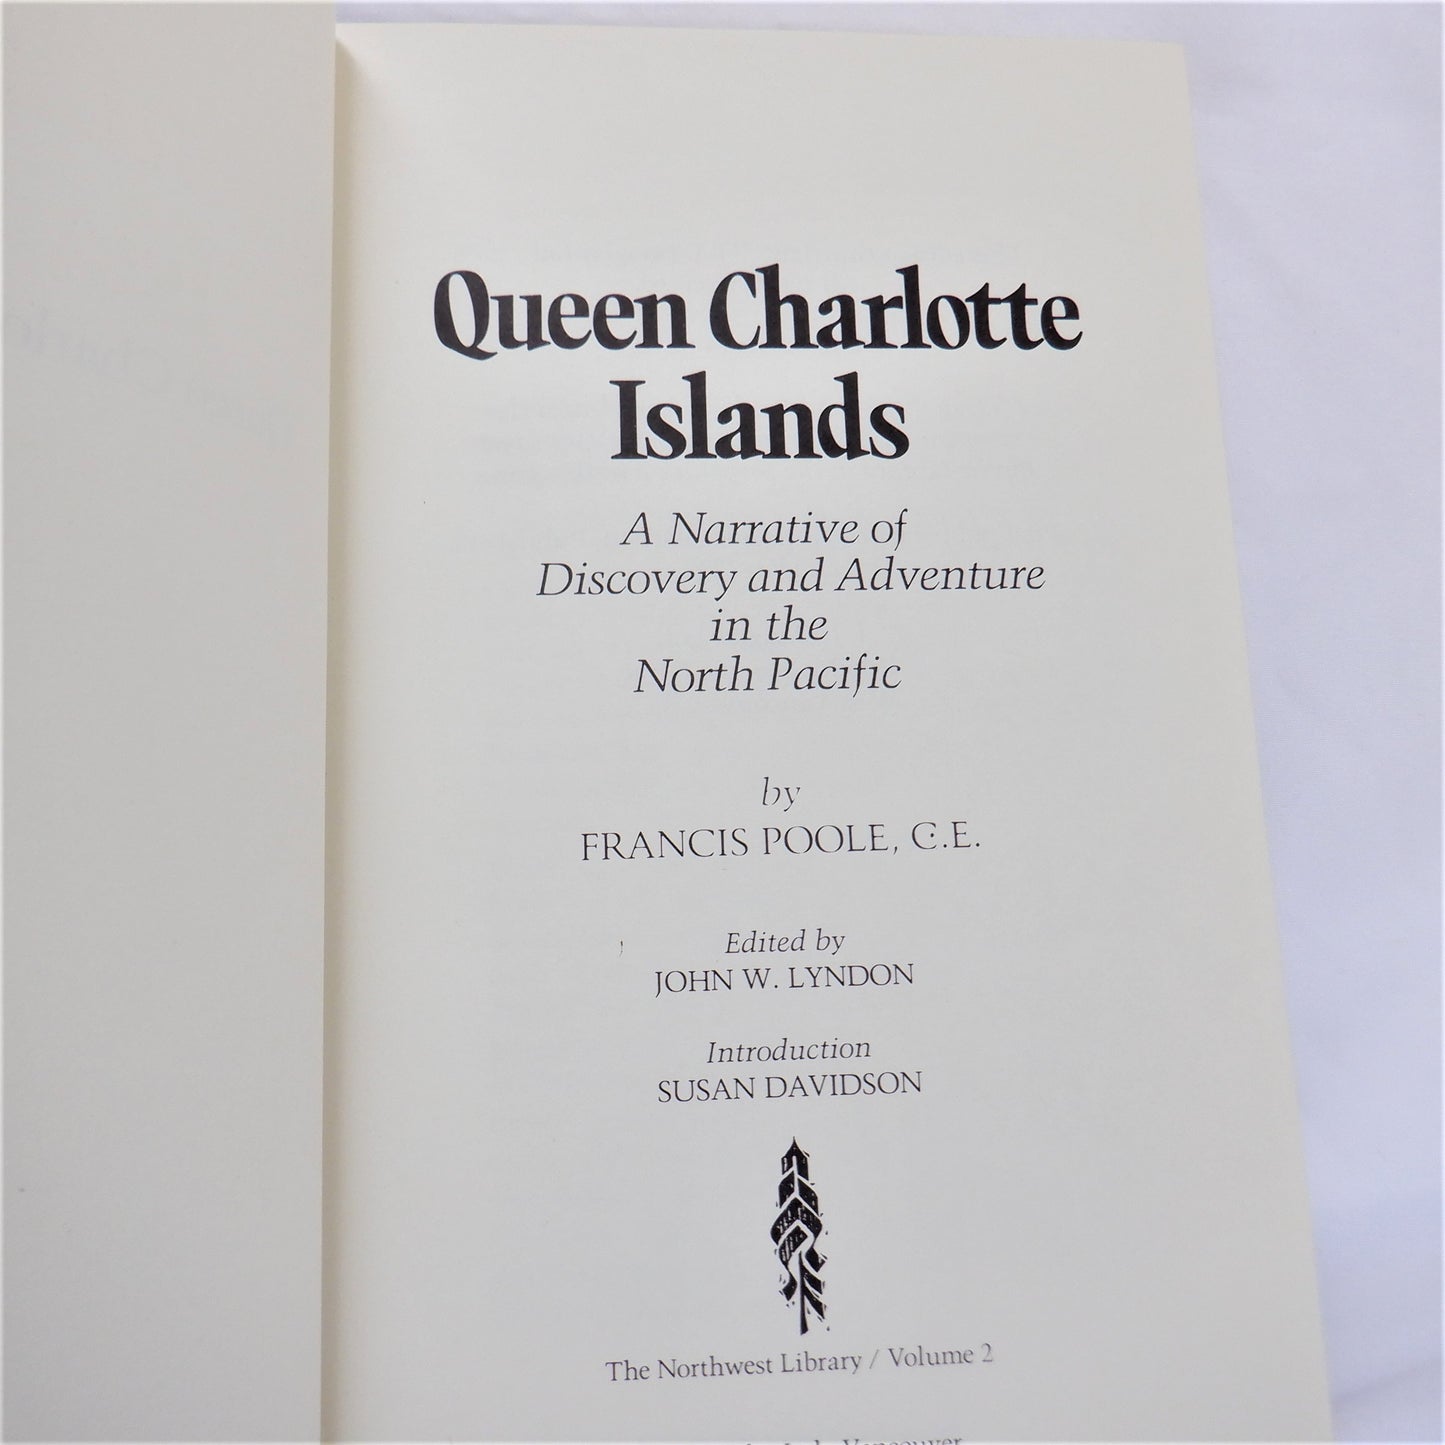 Queen Charlotte
Islands
A Narrative of
Discovery and Adventure
in the
North Pacific
by
FRANCIS POOLE, C.E.
Edited by
JOHN W. LYNDON
Introduction
SUSAN DAVIDSON
The Northwest Library / Volume 2
Vancouver